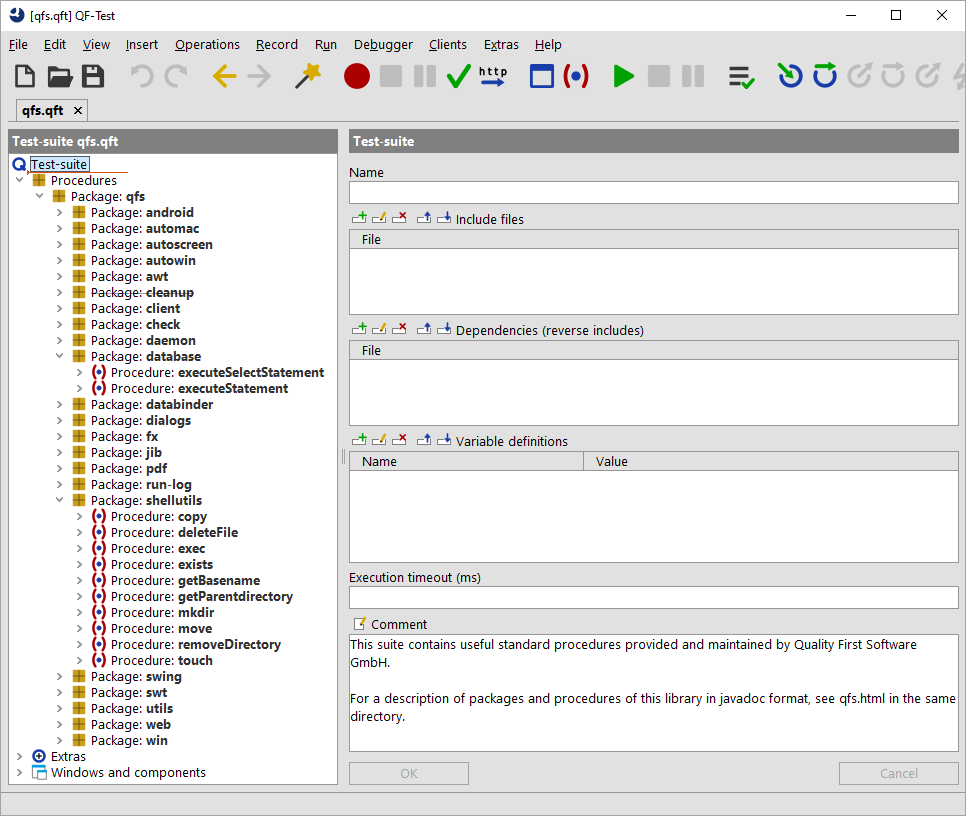 [qfs.qft] QF-Test
File Edit View Insert Operations Record Run Debugger Clients Extras Help
http
qfs.qft
Test-suite qfs.qft
Test-suite
Procedures
Package: qfs
Package: android
Package: automac
Package: autoscreen
Package: autowin
Package: awt
Package: cleanup
Package: client
Package: check
Package: daemon
Package: database
Procedure: executeSelectStatement
Procedure: executeStatement
Package: databinder
Package: dialogs
Package: fx
Package: jib
Package: pdf
Package: run-log
Package: shellutils
Procedure: copy
Procedure: deleteFile
Procedure: exec
Procedure: exists
Procedure: getBasename
Procedure: getParentdirectory
Procedure: mkdir
Procedure: move
Procedure: removeDirectory
Procedure: touch
Package: swing
Package: swt
Package: utils
Package: web
Package: win
Extras
Windows and components
Test-suite
Name
Include files
File
Dependencies (reverse includes)
File
Variable definitions
Name Value
Execution timeout (ms)
Comment
This suite contains useful standard procedures provided and maintained by Quality First Software
GmbH.
For a description of packages and procedures of this library in javadoc format, see qfs.html in the same
directory.
OK Cancel